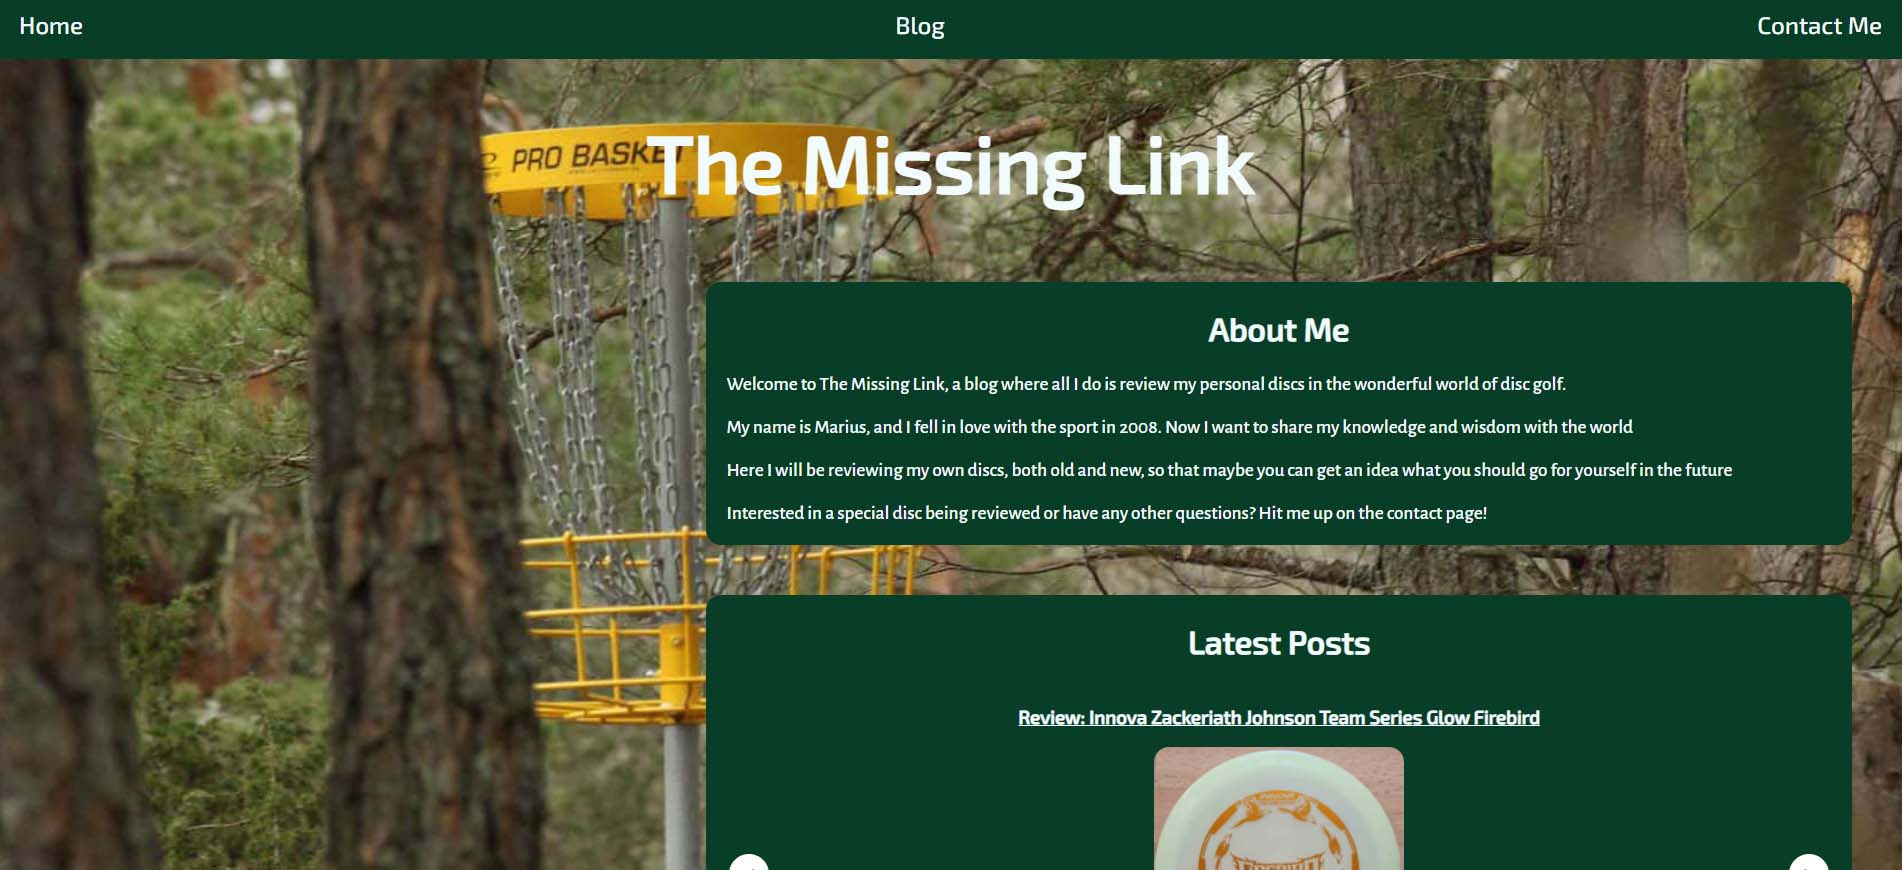 Home
Blog
Contact Me
PRO BASKET
The Missing Link
About Me
Welcome to The Missing Link, a blog where all I do is review my personal discs in the wonderful world of disc golf.
My name is Marius, and I fell in love with the sport in 2008. Now I want to share my knowledge and wisdom with the world
Here I will be reviewing my own discs, both old and new, so that maybe you can get an idea what you should go for yourself in the future
Interested in a special disc being reviewed or have any other questions? Hit me up on the contact page!
Latest Posts
Review: Innova Zackeriath Johnson Team Series Glow Firebird